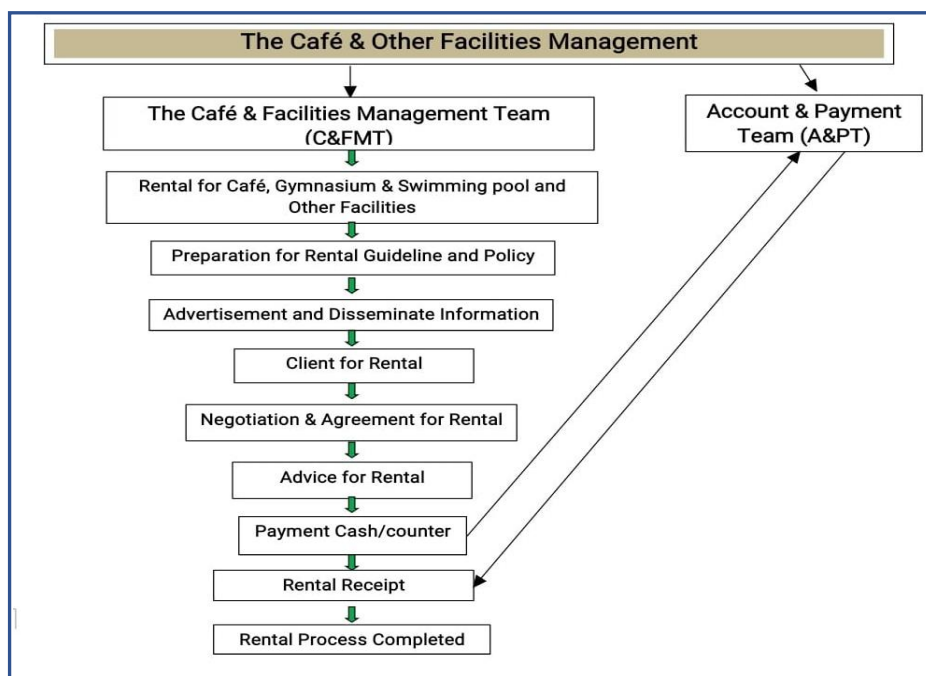 The Café & Other Facilities Management
The Café & Facilities Management Team
(C&FMT)
Account & Payment
Team (A&PT)
Rental for Café, Gymnasium & Swimming pool and
Other Facilities
Preparation for Rental Guideline and Policy
Advertisement and Disseminate Information
Client for Rental
Negotiation & Agreement for Rental
Advice for Rental
Payment Cash/counter
Rental Receipt
Rental Process Completed